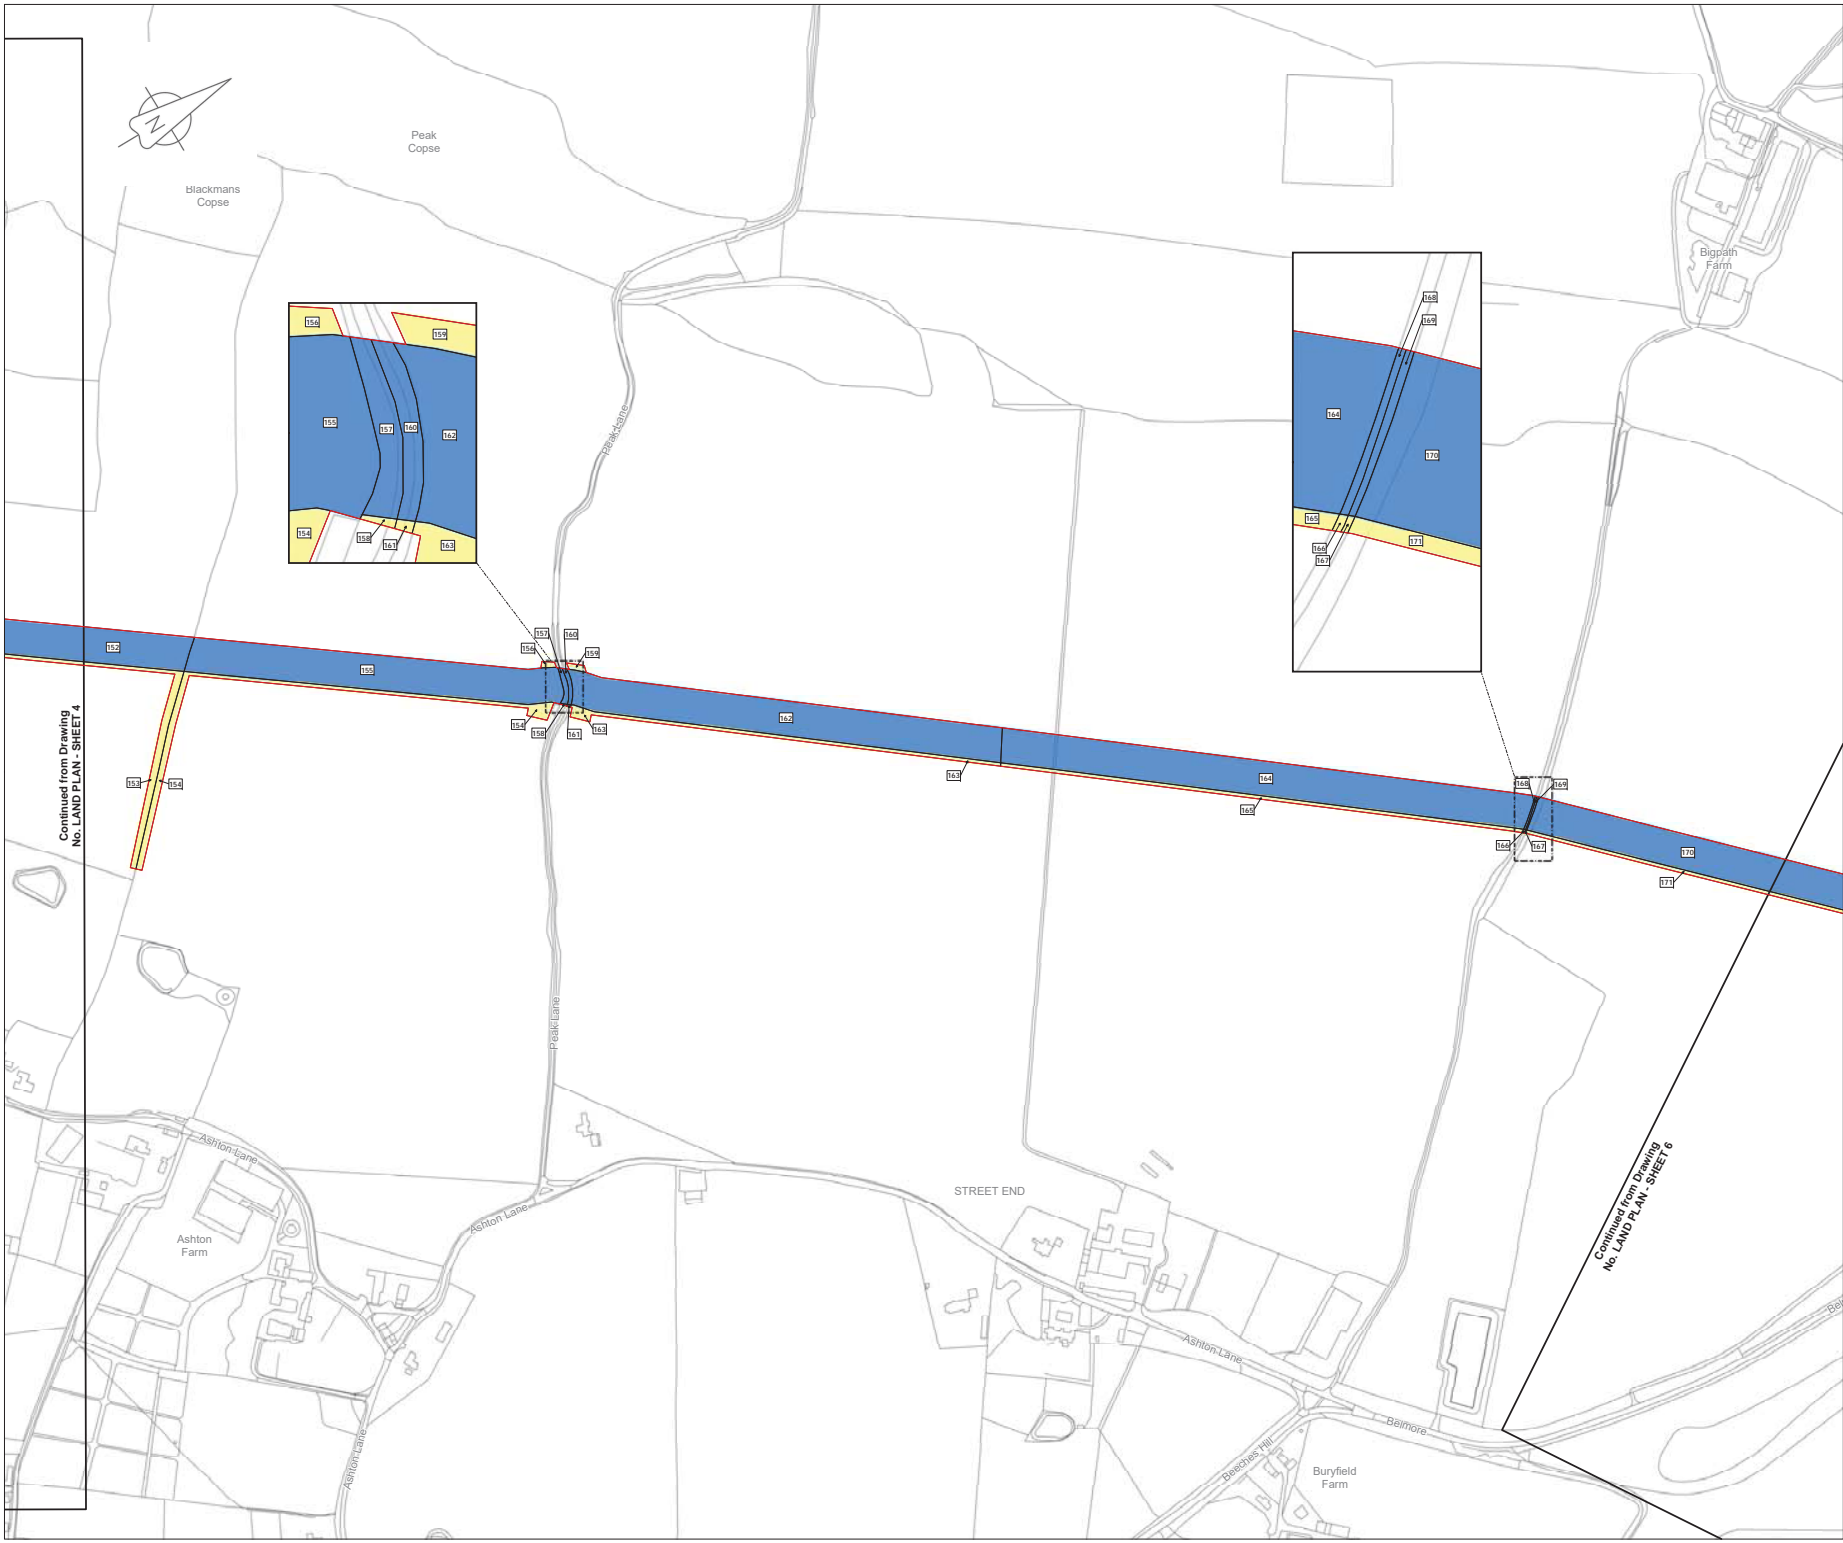 N
Peak
Copse
Blackmans
Copse
Bigpath
Farm
156
159
155
157
160
162
154
158
161
163
168
169
164
170
165
171
166
167
Peak Lane
152
155
157
160
156
159
154
158
161
163
162
163
164
165
168
169
166
167
170
171
153
154
Continued from Drawing
No. LAND PLAN - SHEET 4
Peak Lane
Ashton Lane
Ashton Lane
Ashton
Farm
STREET END
Ashton Lane
Ashton Lane
Beeches Hill
Belmore
Buryfield
Farm
Continued from Drawing
No. LAND PLAN - SHEET 6
Bel